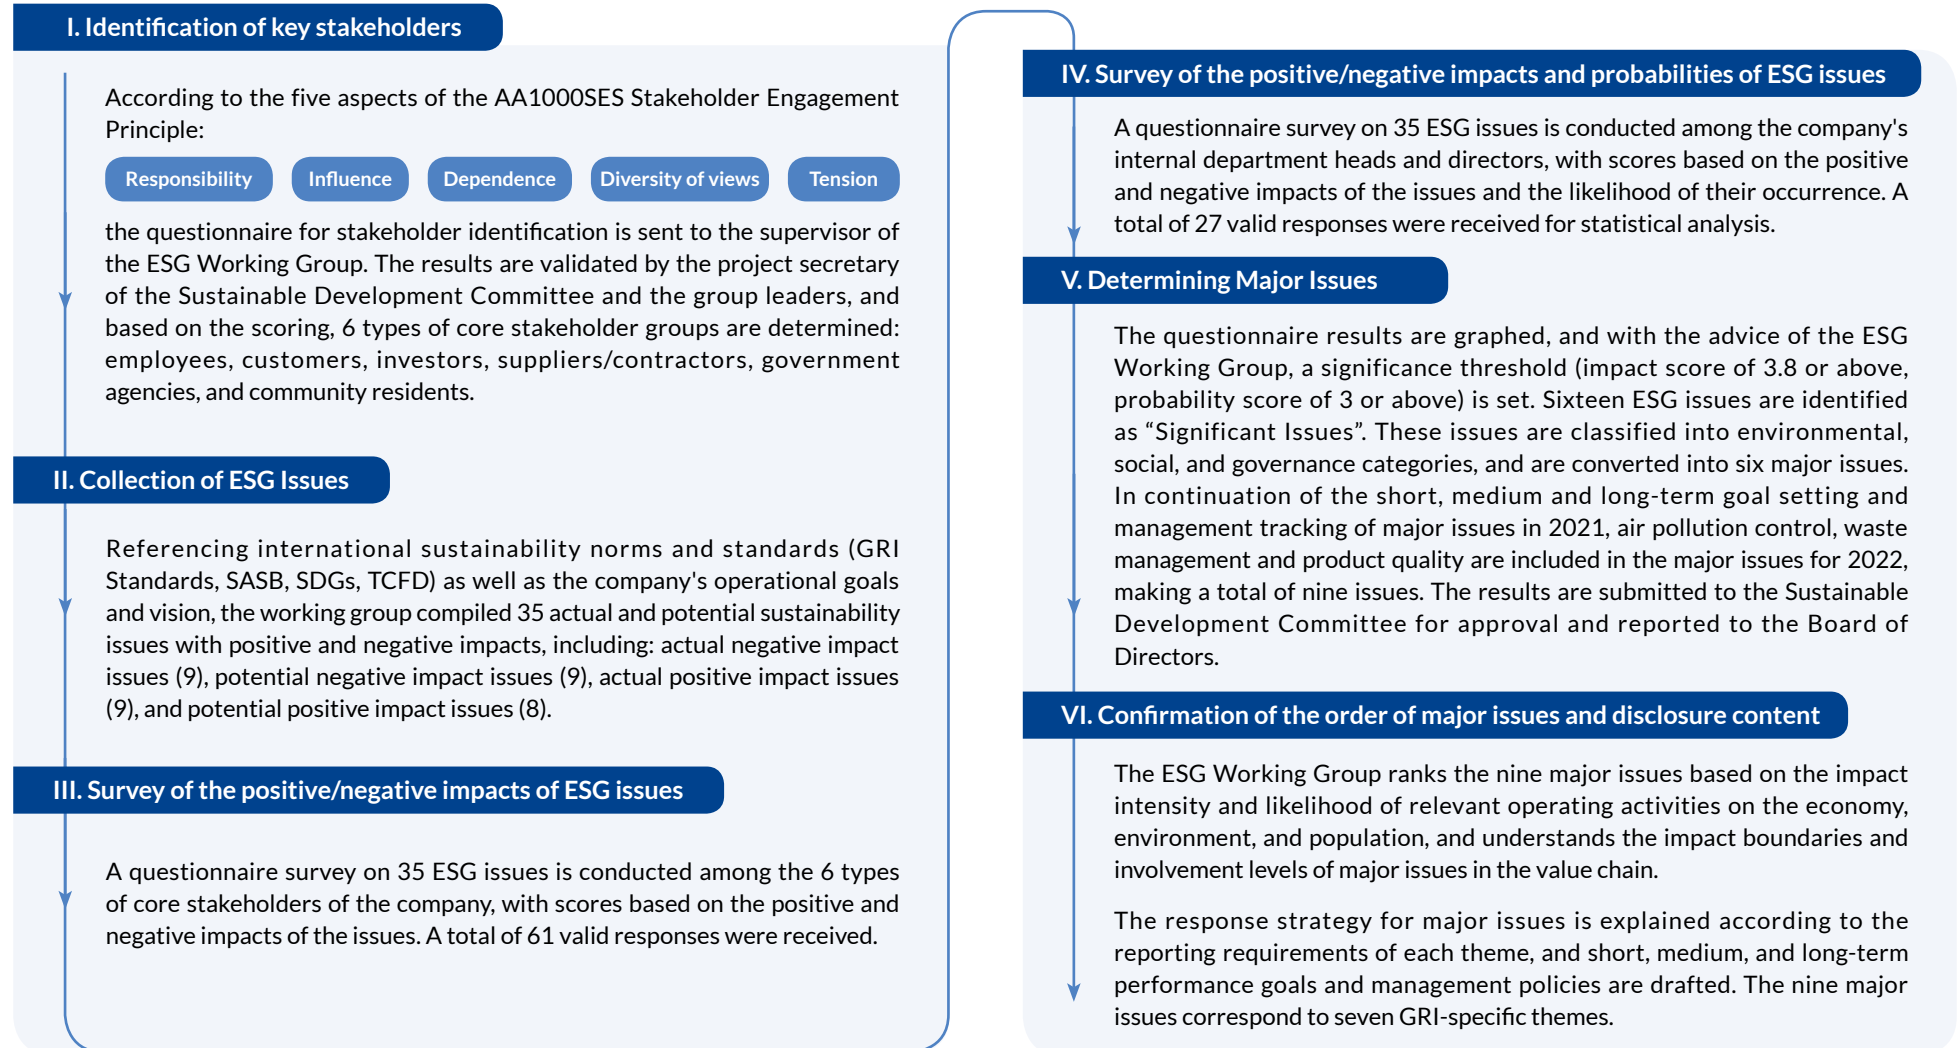 I. Identification of key stakeholders
According to the five aspects of the AA1000SES Stakeholder Engagement
Principle:
Responsibility Influence Dependence Diversity of views Tension
the questionnaire for stakeholder identification is sent to the supervisor of
the ESG Working Group. The results are validated by the project secretary
of the Sustainable Development Committee and the group leaders, and
based on the scoring, 6 types of core stakeholder groups are determined:
employees, customers, investors, suppliers/contractors, government
agencies, and community residents.
II. Collection of ESG Issues
Referencing international sustainability norms and standards (GRI
Standards, SASB, SDGs, TCFD) as well as the company's operational goals
and vision, the working group compiled 35 actual and potential sustainability
issues with positive and negative impacts, including: actual negative impact
issues (9), potential negative impact issues (9), actual positive impact issues
(9), and potential positive impact issues (8).
III. Survey of the positive/negative impacts of ESG issues
A questionnaire survey on 35 ESG issues is conducted among the 6 types
of core stakeholders of the company, with scores based on the positive and
negative impacts of the issues. A total of 61 valid responses were received.
IV. Survey of the positive/negative impacts and probabilities of ESG issues
A questionnaire survey on 35 ESG issues is conducted among the company's
internal department heads and directors, with scores based on the positive
and negative impacts of the issues and the likelihood of their occurrence. A
total of 27 valid responses were received for statistical analysis.
V. Determining Major Issues
The questionnaire results are graphed, and with the advice of the ESG
Working Group, a significance threshold (impact score of 3.8 or above,
probability score of 3 or above) is set. Sixteen ESG issues are identified
as “Significant Issues”. These issues are classified into environmental,
social, and governance categories, and are converted into six major issues.
In continuation of the short, medium and long-term goal setting and
management tracking of major issues in 2021, air pollution control, waste
management and product quality are included in the major issues for 2022,
making a total of nine issues. The results are submitted to the Sustainable
Development Committee for approval and reported to the Board of
Directors.
VI. Confirmation of the order of major issues and disclosure content
The ESG Working Group ranks the nine major issues based on the impact
intensity and likelihood of relevant operating activities on the economy,
environment, and population, and understands the impact boundaries and
involvement levels of major issues in the value chain.
The response strategy for major issues is explained according to the
reporting requirements of each theme, and short, medium, and long-term
performance goals and management policies are drafted. The nine major
issues correspond to seven GRI-specific themes.